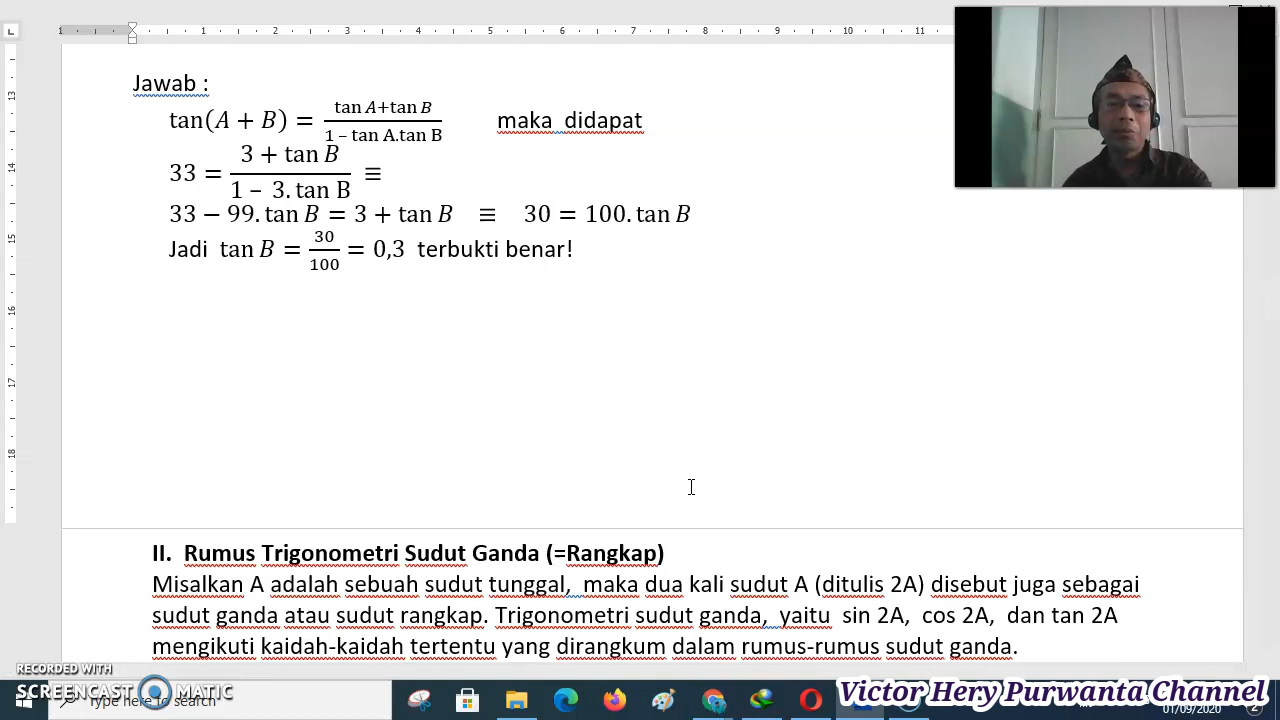 Jawab :
tan(A + B) = (tan A+tan B)/(1 – tan A.tan B) maka didapat
33 = (3 + tan B)/(1 – 3. tan B) ≡
33 − 99. tan B = 3 + tan B ≡ 30 = 100. tan B
Jadi tan B = 30/100 = 0,3 terbukti benar!
II. Rumus Trigonometri Sudut Ganda (=Rangkap)
Misalkan A adalah sebuah sudut tunggal, maka dua kali sudut A (ditulis 2A) disebut juga sebagai
sudut ganda atau sudut rangkap. Trigonometri sudut ganda, yaitu sin 2A, cos 2A, dan tan 2A
mengikuti kaidah-kaidah tertentu yang dirangkum dalam rumus-rumus sudut ganda.
RECORDED WITH
SCREENCAST MATIC
Type here to search
Victor Hery Purwanta Channel
01/09/2020